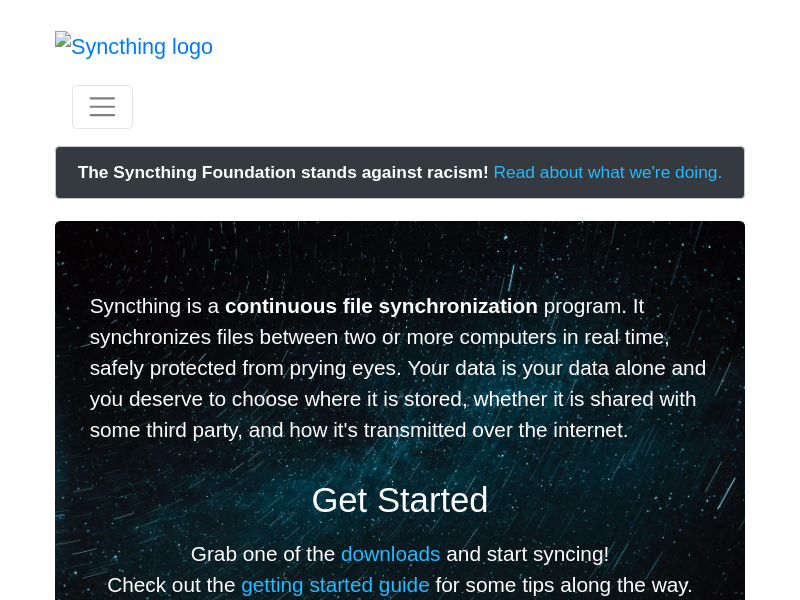 Syncthing logo
The Syncthing Foundation stands against racism! Read about what we're doing.
Syncthing is a continuous file synchronization program. It
synchronizes files between two or more computers in real time,
safely protected from prying eyes. Your data is your data alone and
you deserve to choose where it is stored, whether it is shared with
some third party, and how it's transmitted over the internet.
Get Started
Grab one of the downloads and start syncing!
Check out the getting started guide for some tips along the way.